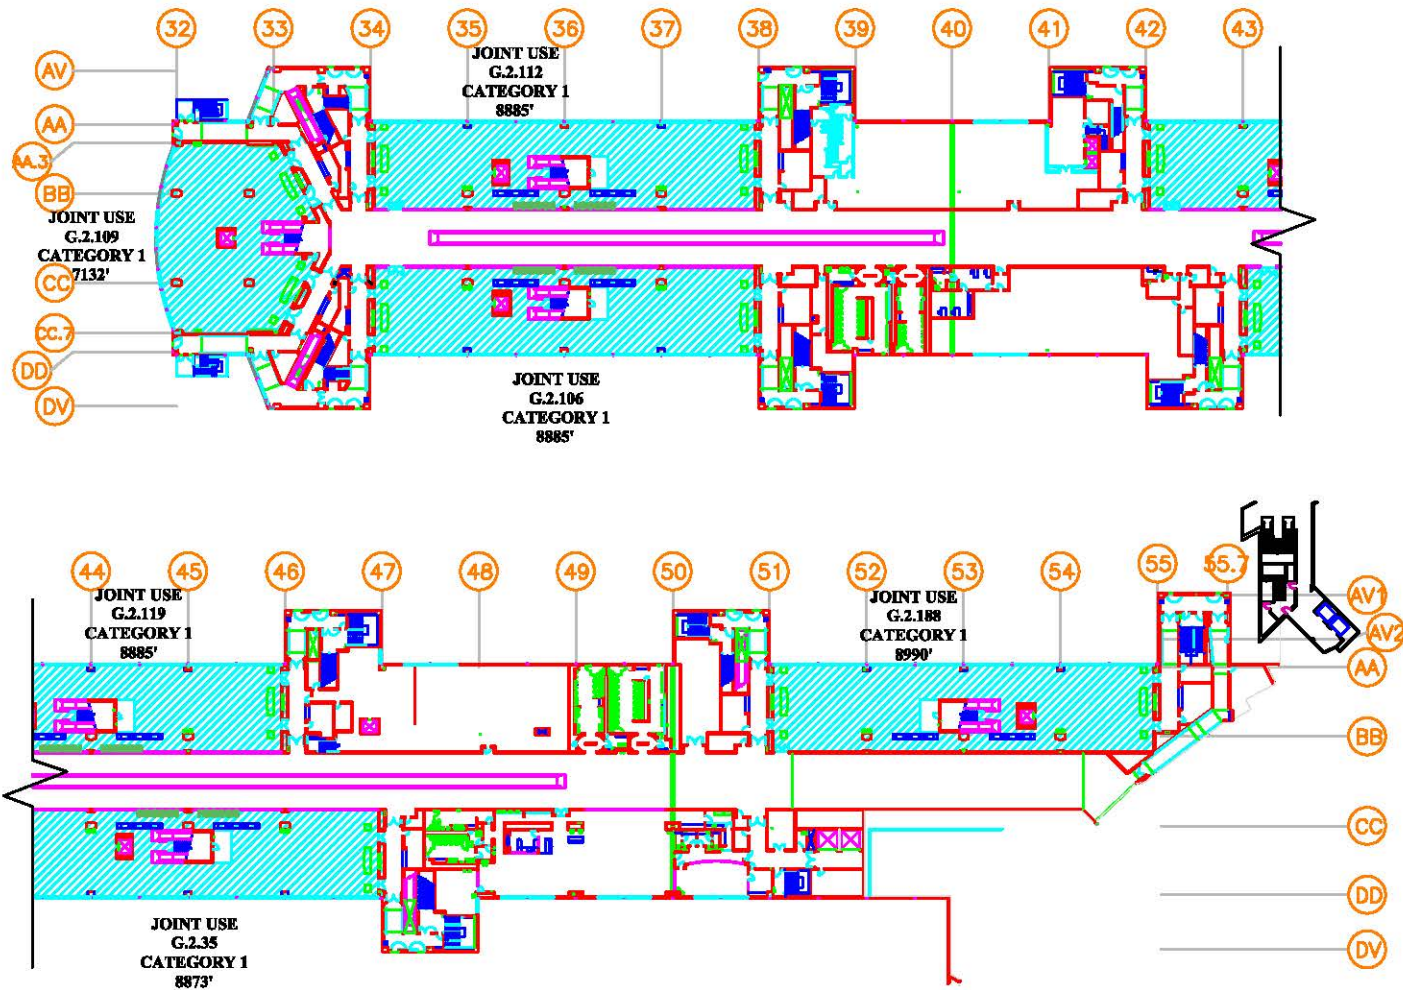 32 33 34 35 36 37 38 39 40 41 42 43
AV
AA
AA.3
BB
CC
CC.7
DD
DV
JOINT USE
G.2.112
CATEGORY 1
8885'
JOINT USE
G.2.109
CATEGORY 1
7132'
JOINT USE
G.2.106
CATEGORY 1
8885'
44 45 46 47 48 49 50 51 52 53 54 55 55.7
JOINT USE
G.2.119
CATEGORY 1
8885'
JOINT USE
G.2.188
CATEGORY 1
8990'
AV1
AV2
AA
BB
CC
DD
DV
JOINT USE
G.2.35
CATEGORY 1
8873'